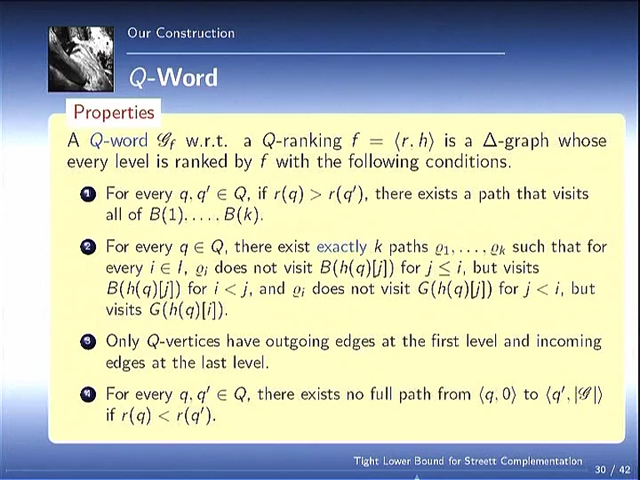 Our Construction
Q-Word
Properties
A Q-word 𝒢f w.r.t. a Q-ranking f = ⟨r, h⟩ is a Δ-graph whose
every level is ranked by f with the following conditions.
1 For every q, q′ ∈ Q, if r(q) > r(q′), there exists a path that visits
all of B(1), . . . , B(k).
2 For every q ∈ Q, there exist exactly k paths ϱ1, . . . , ϱk such that for
every i ∈ I, ϱi does not visit B(h(q)[j]) for j ≤ i, but visits
B(h(q)[j]) for i < j, and ϱi does not visit G(h(q)[j]) for j < i, but
visits G(h(q)[i]).
3 Only Q-vertices have outgoing edges at the first level and incoming
edges at the last level.
4 For every q, q′ ∈ Q, there exists no full path from ⟨q, 0⟩ to ⟨q′, |𝒢|⟩
if r(q) < r(q′).
Tight Lower Bound for Streett Complementation
30 / 42